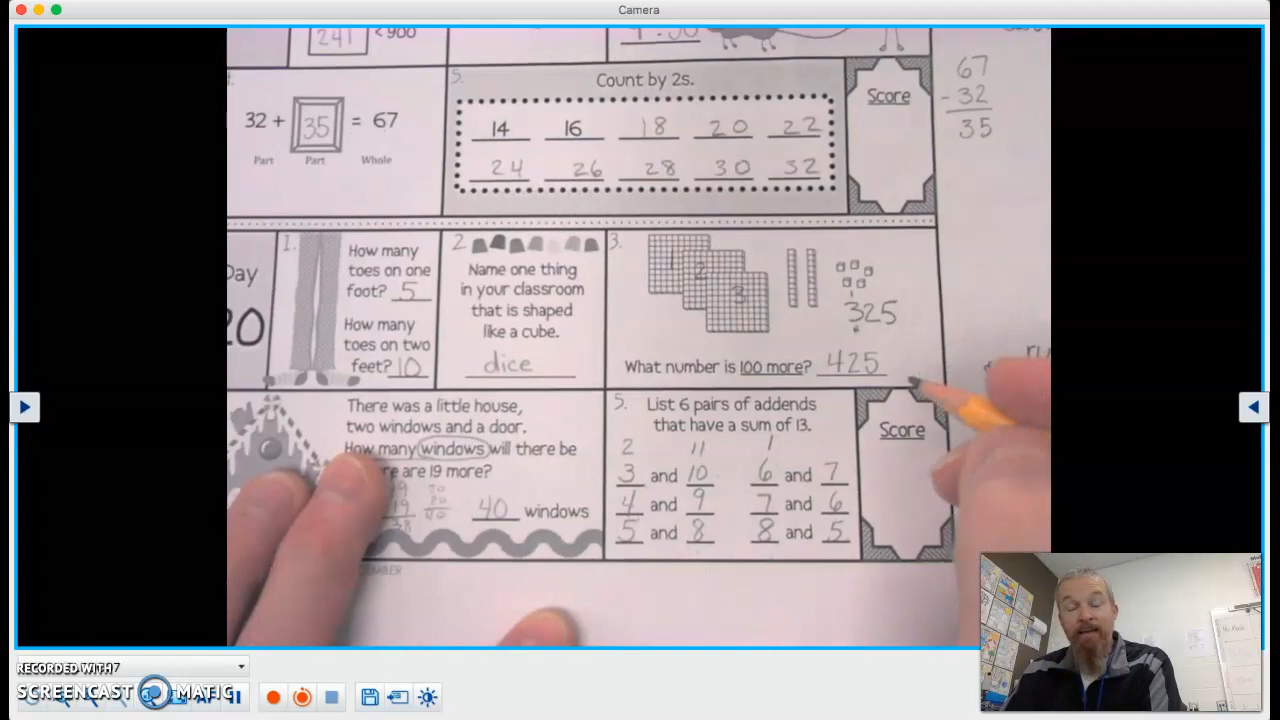 Camera
241 < 900
32 + 35 = 67
Part Part Whole
5.
Count by 2s.
14 16 18 20 22
24 26 28 30 32
Score
67
- 32
35
Day
20
1.
How many
toes on one
foot? 5
How many
toes on two
feet? 10
2.
Name one thing
in your classroom
that is shaped
like a cube.
dice
3.
1
2
3
325
What number is 100 more? 425
There was a little house,
two windows and a door.
How many windows will there be
are 19 more?
40 windows
5.
List 6 pairs of addends
that have a sum of 13.
2 11 1
3 and 10 6 and 7
4 and 9 7 and 6
5 and 8 8 and 5
Score
RECORDED WITH
SCREENCAST MATIC